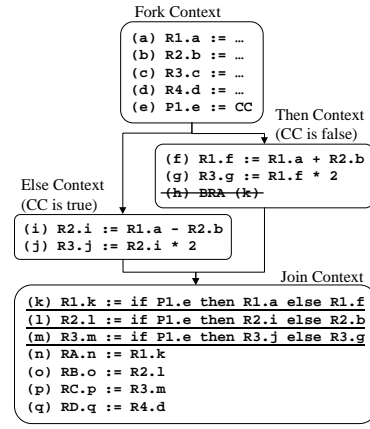 Fork Context
(a) R1.a := …
(b) R2.b := …
(c) R3.c := …
(d) R4.d := …
(e) P1.e := CC
Then Context
(CC is false)
(f) R1.f := R1.a + R2.b
(g) R3.g := R1.f * 2
(h) BRA (k)
Else Context
(CC is true)
(i) R2.i := R1.a - R2.b
(j) R3.j := R2.i * 2
Join Context
(k) R1.k := if P1.e then R1.a else R1.f
(l) R2.l := if P1.e then R2.i else R2.b
(m) R3.m := if P1.e then R3.j else R3.g
(n) RA.n := R1.k
(o) RB.o := R2.l
(p) RC.p := R3.m
(q) RD.q := R4.d